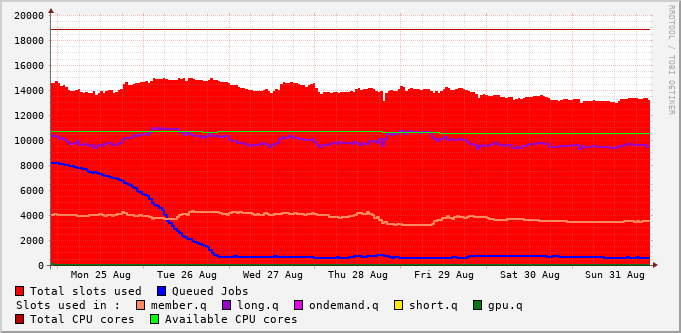 20000
18000
16000
14000
12000
10000
8000
6000
4000
2000
0
Mon 25 Aug Tue 26 Aug Wed 27 Aug Thu 28 Aug Fri 29 Aug Sat 30 Aug Sun 31 Aug
Total slots used Queued Jobs
Slots used in : member.q long.q ondemand.q short.q gpu.q
Total CPU cores Available CPU cores
RRDTOOL / TOBI OETIKER